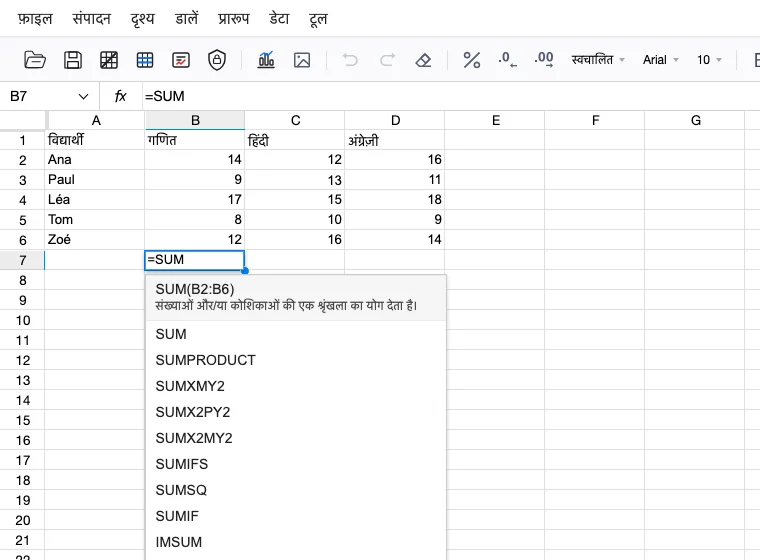 फ़ाइल संपादन दृश्य डालें प्रारूप डेटा टूल
% .0 .00 स्वचालित Arial 10
B7 fx =SUM
A B C D E F G
1 विद्यार्थी गणित हिंदी अंग्रेज़ी
2 Ana 14 12 16
3 Paul 9 13 11
4 Léa 17 15 18
5 Tom 8 10 9
6 Zoé 12 16 14
7 =SUM
8
SUM(B2:B6)
9 संख्याओं और/या कोशिकाओं की एक श्रृंखला का योग देता है।
10
11 SUM
12 SUMPRODUCT
13 SUMXMY2
14 SUMX2PY2
15
16 SUMX2MY2
17 SUMIFS
18
19 SUMSQ
20 SUMIF
21 IMSUM
22